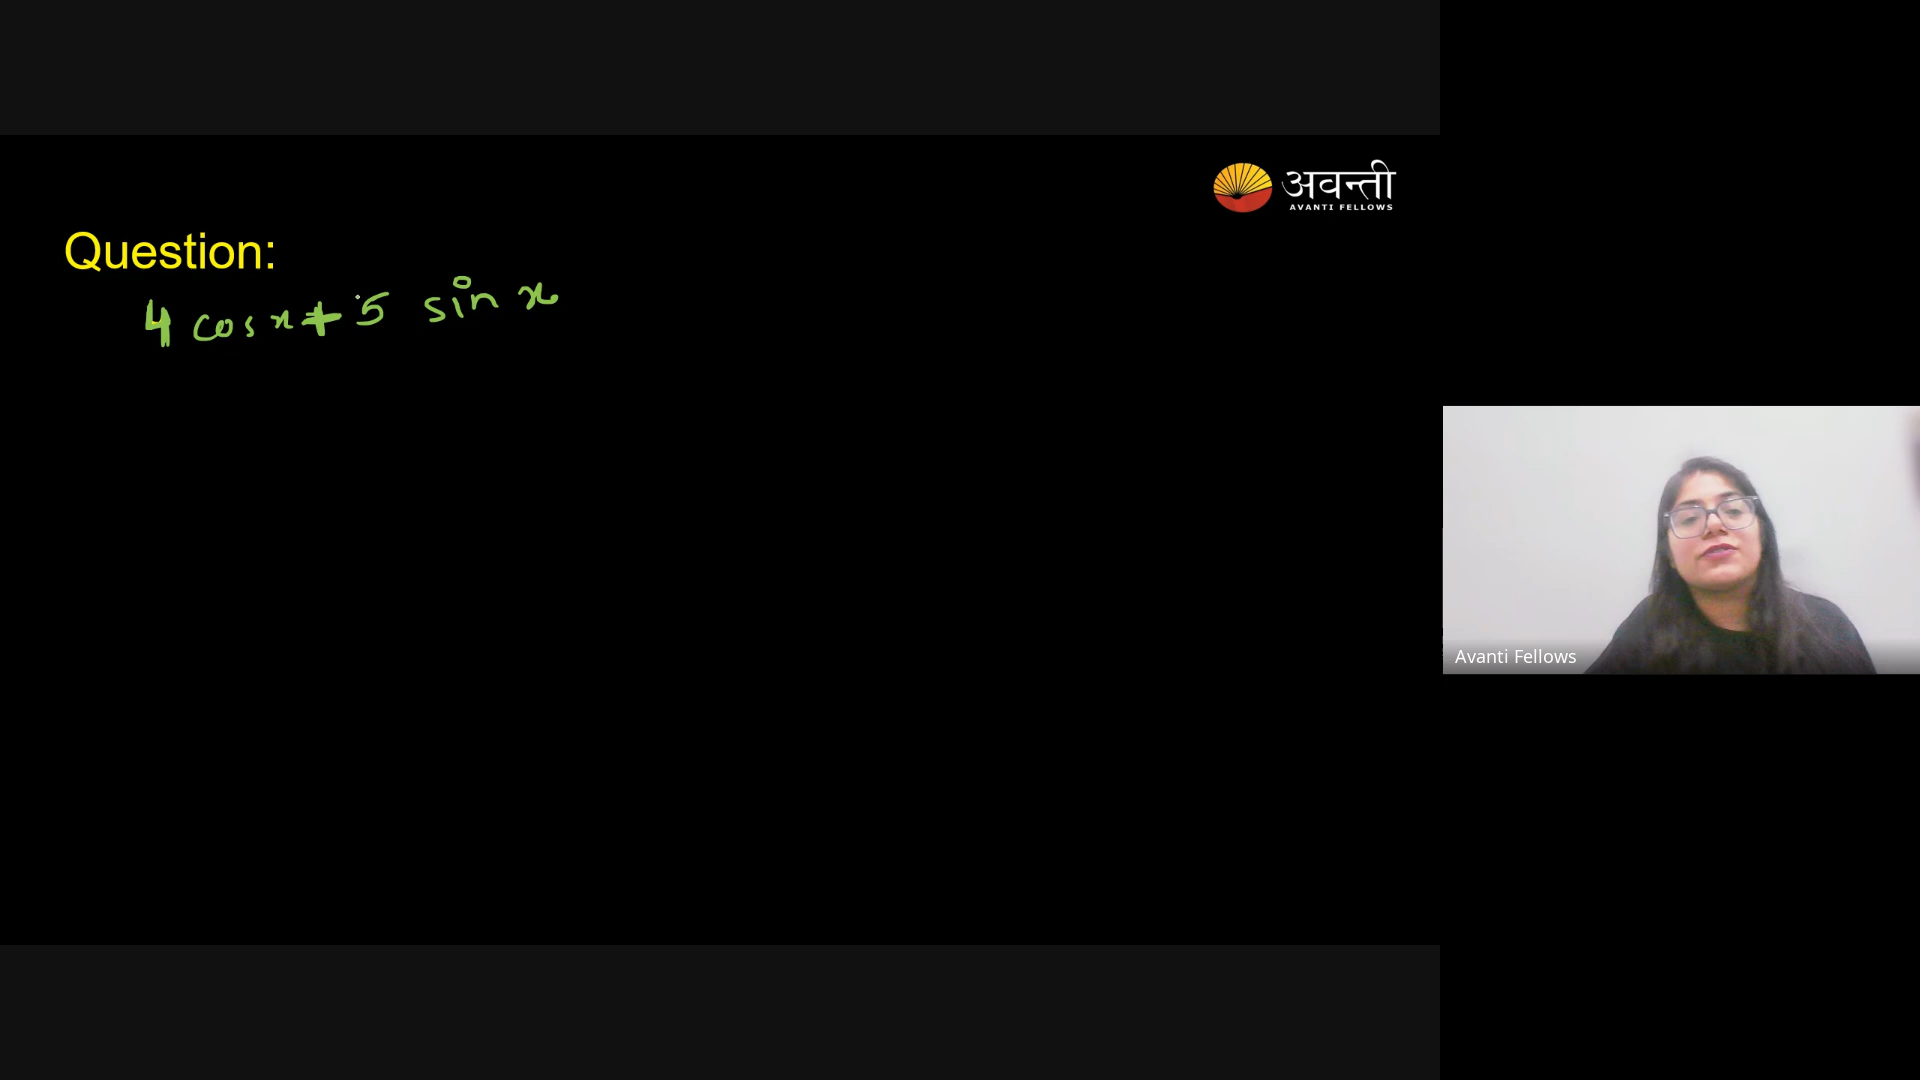 अवन्ती
AVANTI FELLOWS
Question:
4 cos x + 5 sin x
Avanti Fellows